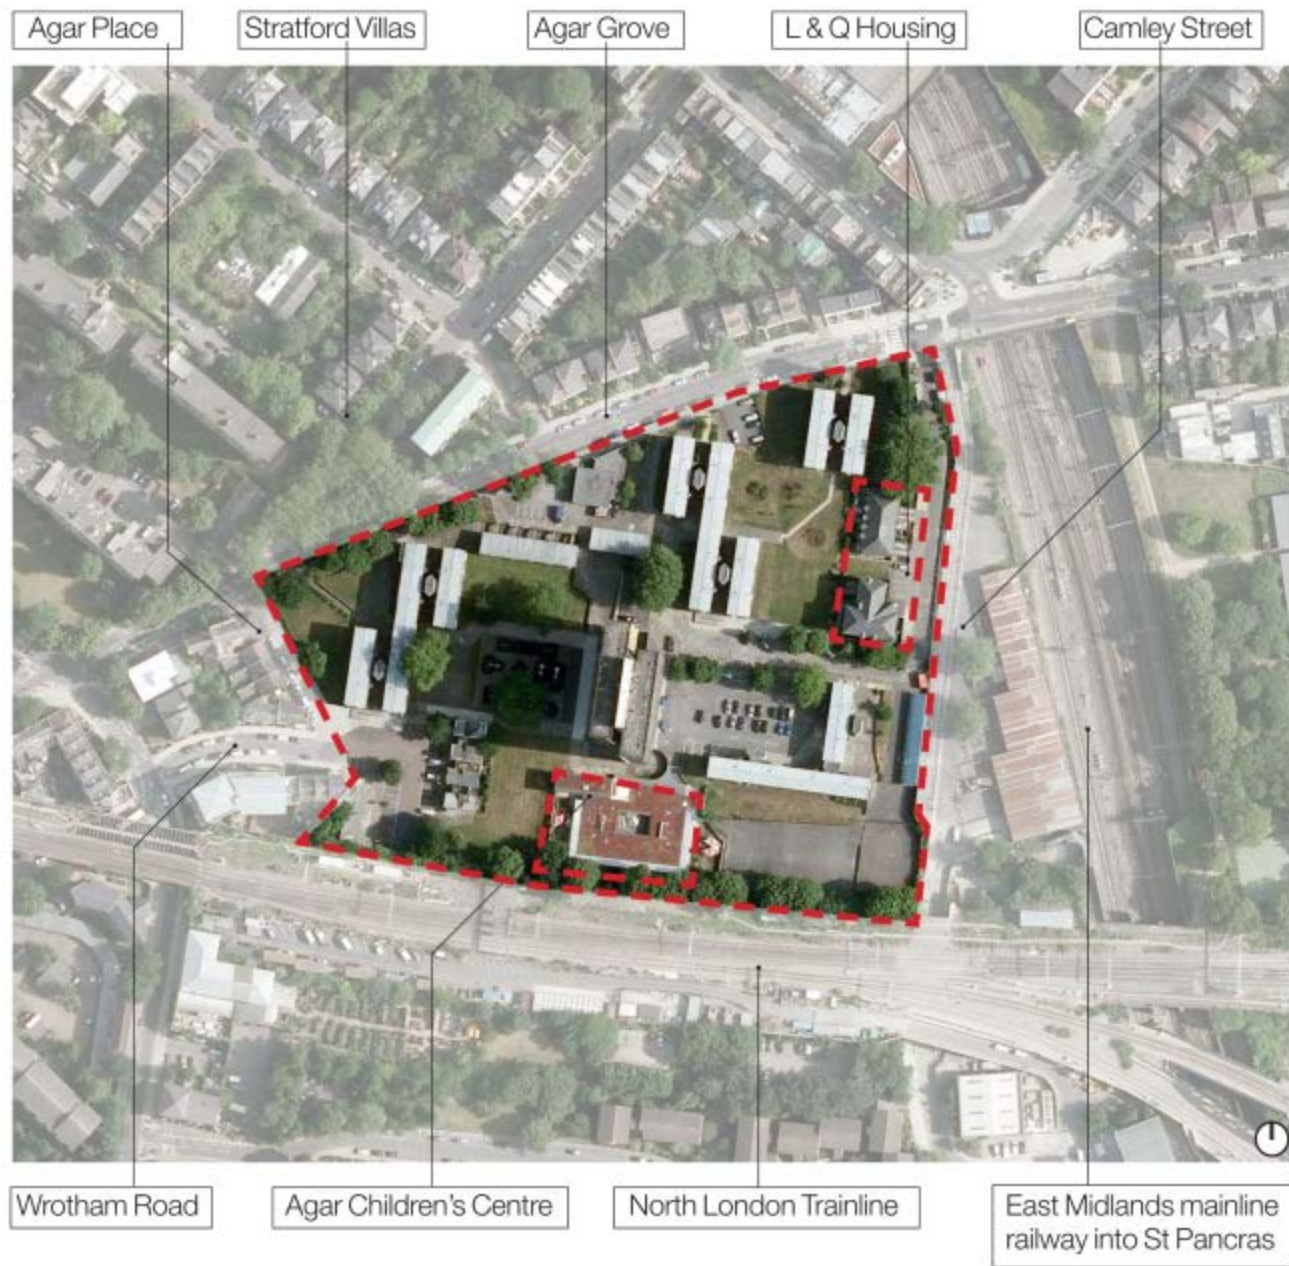 Agar Place
Stratford Villas
Agar Grove
L & Q Housing
Camley Street
Wrotham Road
Agar Children's Centre
North London Trainline
East Midlands mainline
railway into St Pancras